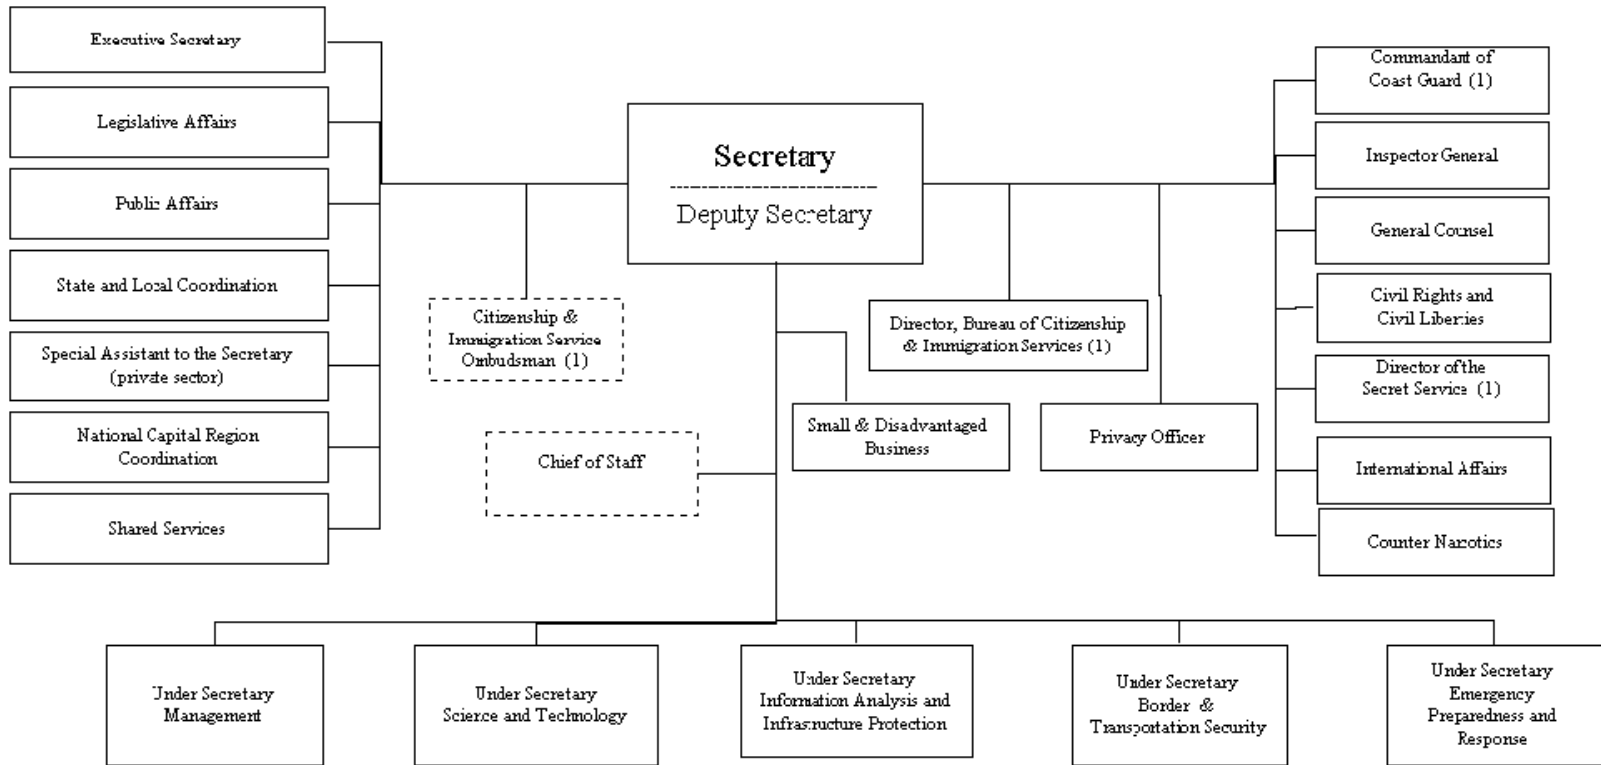 Executive Secretary
Legislative Affairs
Public Affairs
State and Local Coordination
Special Assistant to the Secretary
(private sector)
National Capital Region
Coordination
Shared Services
Secretary
Deputy Secretary
Citizenship &
Immigration Service
Ombudsman (1)
Chief of Staff
Director, Bureau of Citizenship
& Immigration Services (1)
Small & Disadvantaged
Business
Privacy Officer
Commandant of
Coast Guard (1)
Inspector General
General Counsel
Civil Rights and
Civil Liberties
Director of the
Secret Service (1)
International Affairs
Counter Narcotics
Under Secretary
Management
Under Secretary
Science and Technology
Under Secretary
Information Analysis and
Infrastructure Protection
Under Secretary
Border &
Transportation Security
Under Secretary
Emergency
Preparedness and
Response